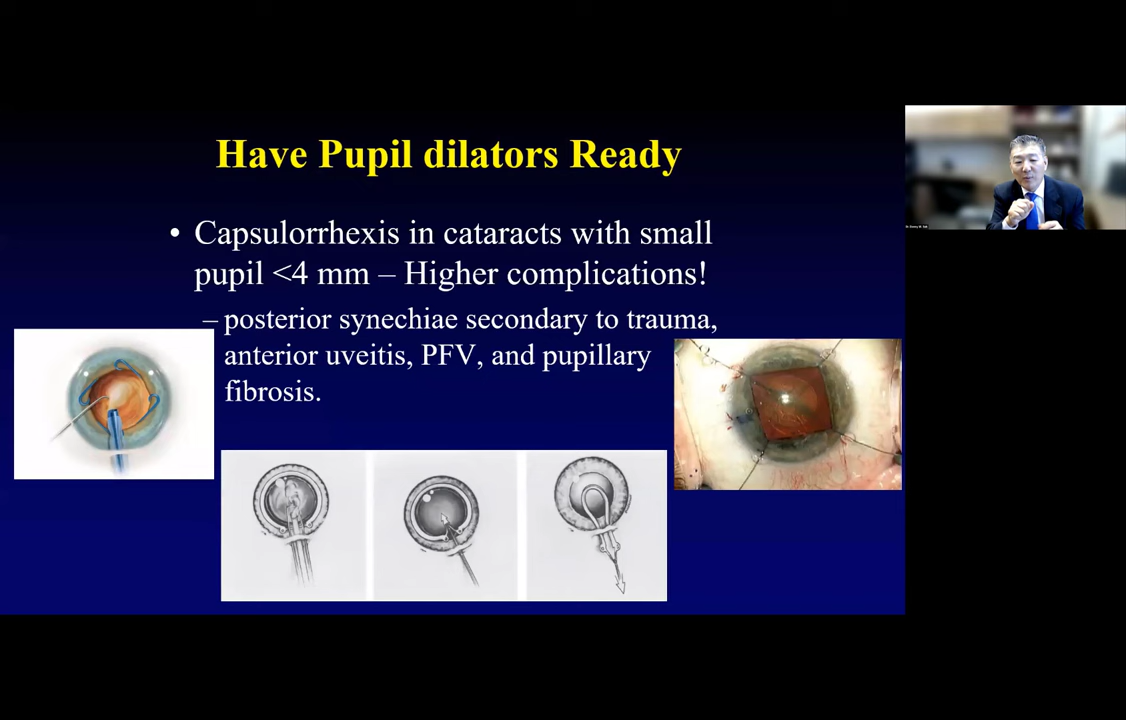 Have Pupil dilators Ready
• Capsulorrhexis in cataracts with small
pupil <4 mm – Higher complications!
– posterior synechiae secondary to trauma,
anterior uveitis, PFV, and pupillary
fibrosis.